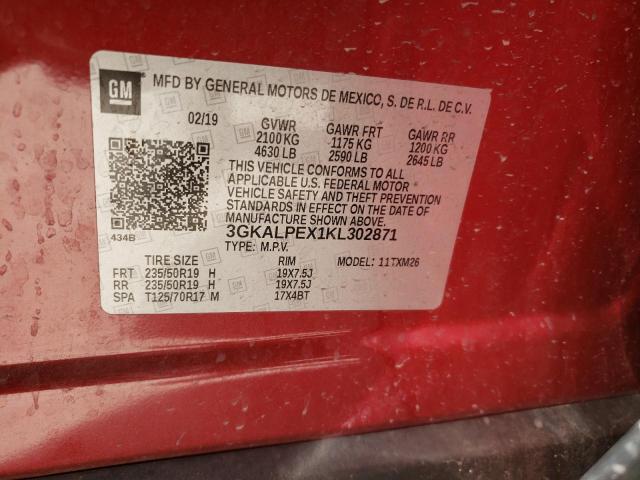 GM
MFD BY GENERAL MOTORS DE MEXICO, S. DE R.L. DE C.V.
02/19 GVWR GAWR FRT GAWR RR
2100 KG 1175 KG 1200 KG
4630 LB 2590 LB 2645 LB
THIS VEHICLE CONFORMS TO ALL
APPLICABLE U.S. FEDERAL MOTOR
VEHICLE SAFETY AND THEFT PREVENTION
STANDARDS IN EFFECT ON THE DATE OF
MANUFACTURE SHOWN ABOVE.
434B 3GKALPEX1KL302871
TYPE: M.P.V.
TIRE SIZE RIM MODEL: 11TXM26
FRT 235/50R19 H 19X7.5J
RR 235/50R19 H 19X7.5J
SPA T125/70R17 M 17X4BT